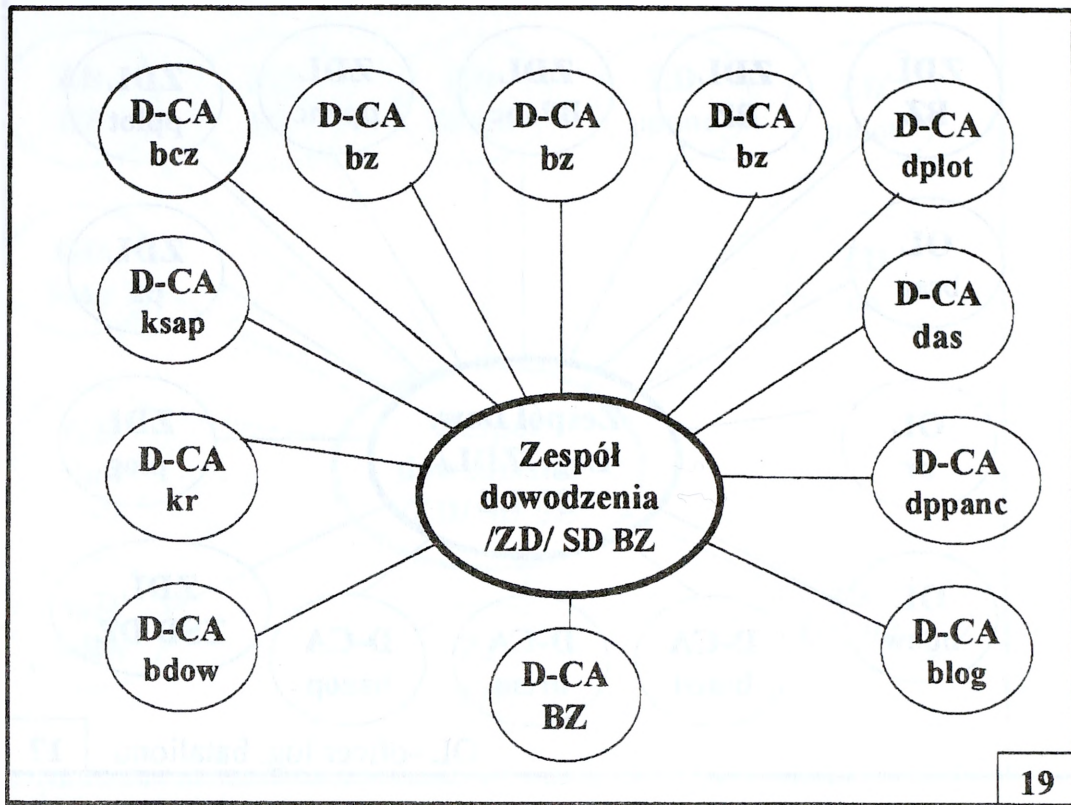 D-CA
bcz
D-CA
bz
D-CA
bz
D-CA
bz
D-CA
dplot
D-CA
ksap
D-CA
das
D-CA
kr
Zespół
dowodzenia
/ZD/ SD BZ
D-CA
dppanc
D-CA
bdow
D-CA
BZ
D-CA
blog
19